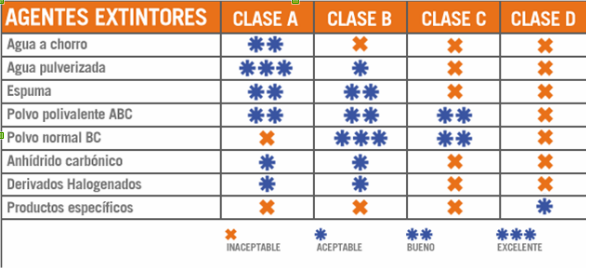 AGENTES EXTINTORES CLASE A CLASE B CLASE C CLASE D
Agua a chorro
Agua pulverizada
Espuma
Polvo polivalente ABC
Polvo normal BC
Anhídrido carbónico
Derivados Halogenados
Productos específicos
INACEPTABLE ACEPTABLE BUENO EXCELENTE